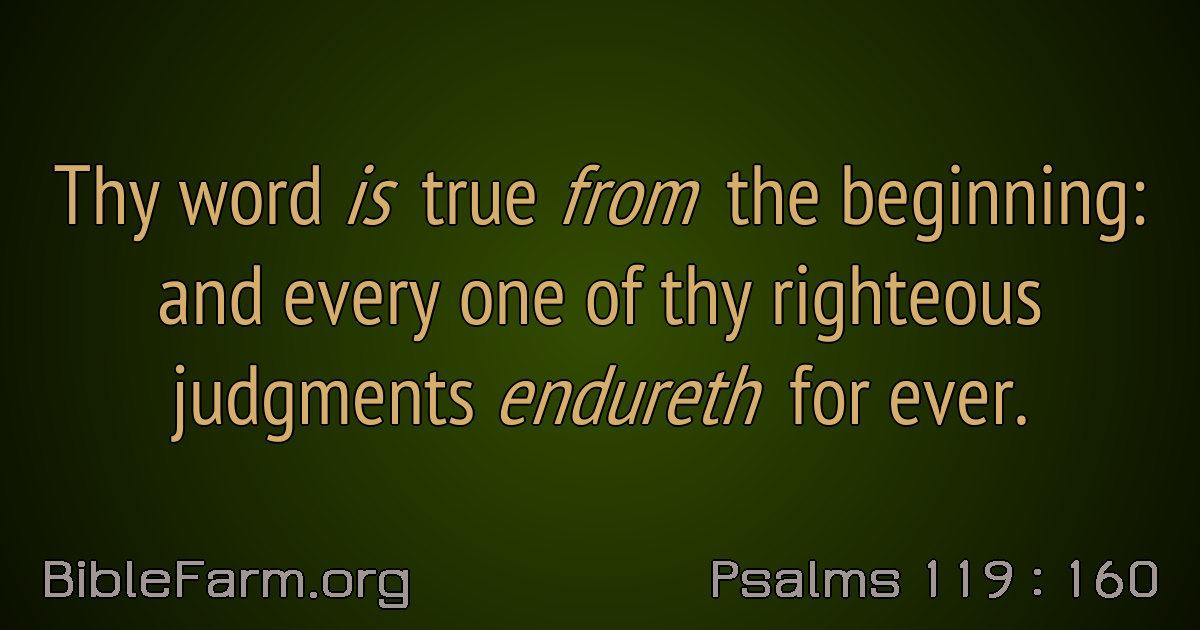 Thy word is true from the beginning:
and every one of thy righteous
judgments endureth for ever.
BibleFarm.org
Psalms 119 : 160